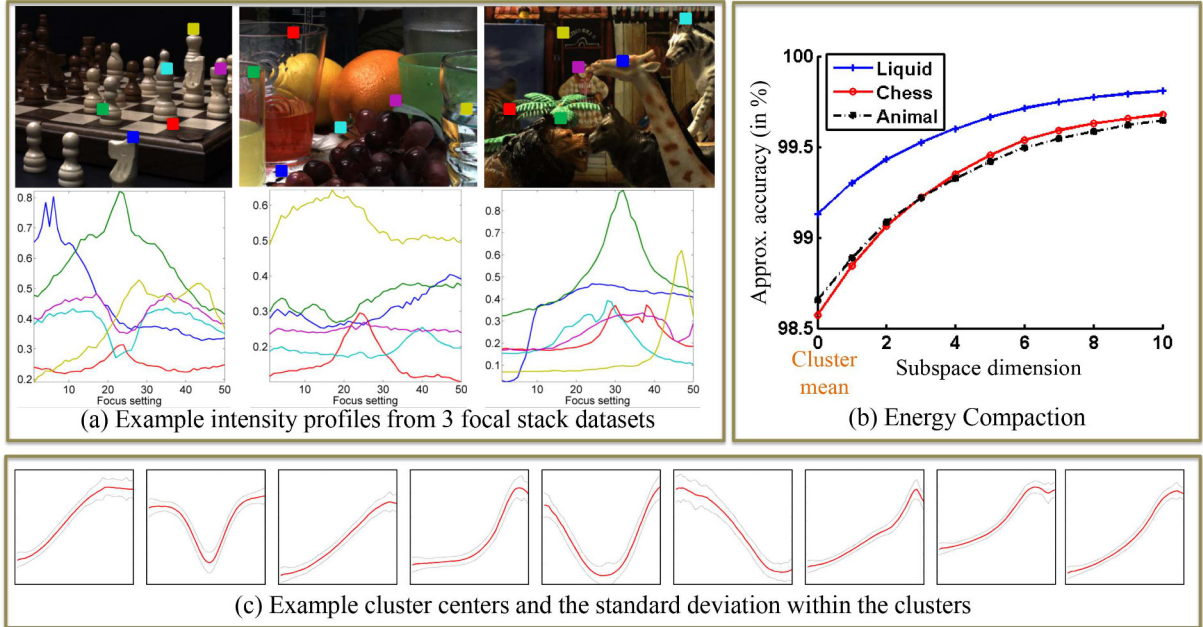 0.8
0.7
0.6
0.5
0.4
0.3
0.2
10 20 30 40 50
Focus setting
0.6
0.5
0.4
0.3
0.2
10 20 30 40 50
Focus setting
0.8
0.7
0.6
0.5
0.4
0.3
0.2
0.1
10 20 30 40 50
Focus setting
(a) Example intensity profiles from 3 focal stack datasets
100
99.5
99
98.5
Approx. accuracy (in %)
Liquid
Chess
Animal
0 2 4 6 8 10
Cluster
mean
Subspace dimension
(b) Energy Compaction
(c) Example cluster centers and the standard deviation within the clusters